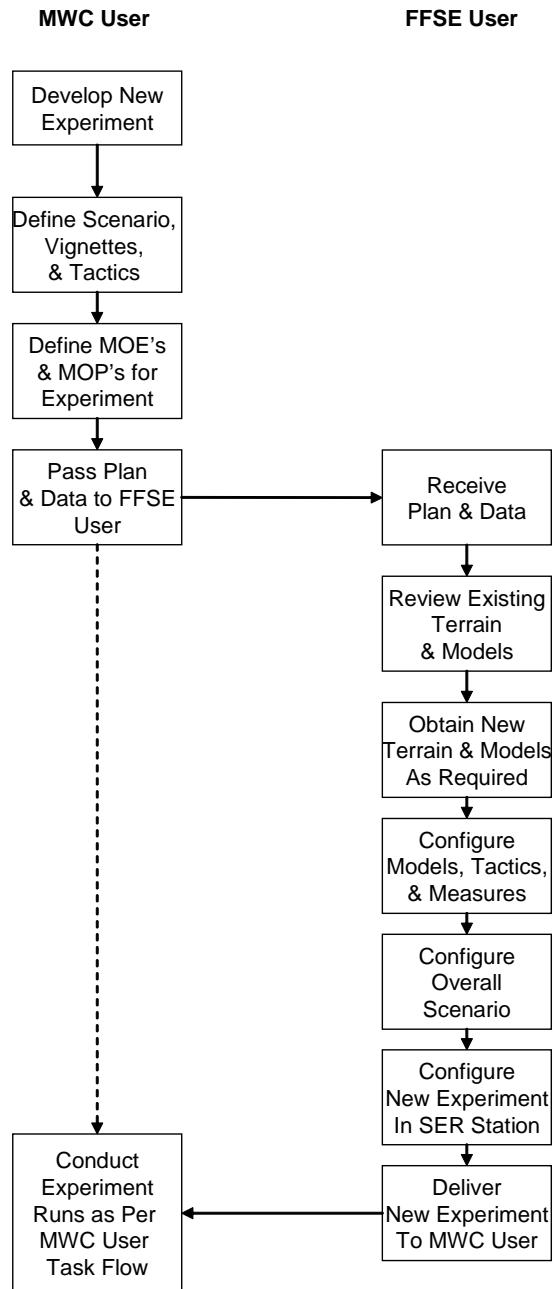 MWC User
FFSE User
Develop New
Experiment
Define Scenario,
Vignettes,
& Tactics
Define MOE's
& MOP's for
Experiment
Pass Plan
& Data to FFSE
User
Receive
Plan & Data
Review Existing
Terrain
& Models
Obtain New
Terrain & Models
As Required
Configure
Models, Tactics,
& Measures
Configure
Overall
Scenario
Configure
New Experiment
In SER Station
Deliver
New Experiment
To MWC User
Conduct
Experiment
Runs as Per
MWC User
Task Flow